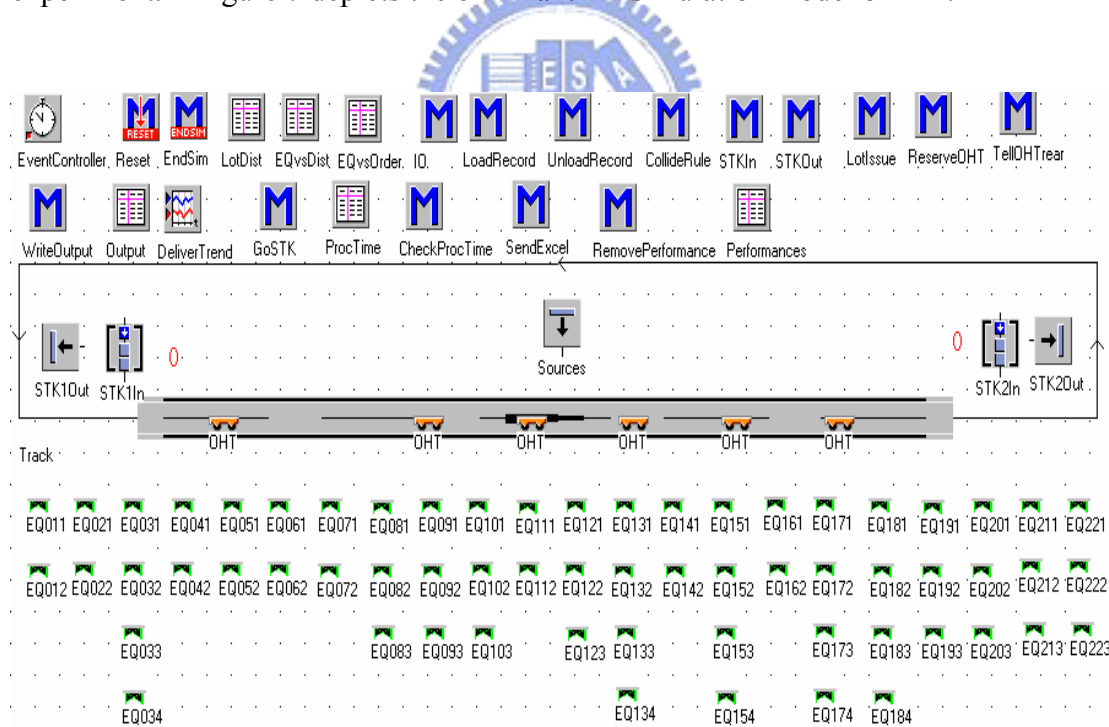 depicts the simulation model of
E S A
M RESET M ENDSIM M M M M M M M M M
EventController Reset EndSim LotDist EQvsDist EQvsOrder IO LoadRecord UnloadRecord CollideRule STKIn STKOut LotIssue ReserveOHT TellOHTrear
M t M M M M
WriteOutput Output DeliverTrend GoSTK ProcTime CheckProcTime SendExcel RemovePerformance Performances
0 0
STK1Out STK1In Sources STK2In STK2Out
OHT OHT OHT OHT OHT OHT
Track
EQ011 EQ021 EQ031 EQ041 EQ051 EQ061 EQ071 EQ081 EQ091 EQ101 EQ111 EQ121 EQ131 EQ141 EQ151 EQ161 EQ171 EQ181 EQ191 EQ201 EQ211 EQ221
EQ012 EQ022 EQ032 EQ042 EQ052 EQ062 EQ072 EQ082 EQ092 EQ102 EQ112 EQ122 EQ132 EQ142 EQ152 EQ162 EQ172 EQ182 EQ192 EQ202 EQ212 EQ222
EQ033 EQ083 EQ093 EQ103 EQ123 EQ133 EQ153 EQ173 EQ183 EQ193 EQ203 EQ213 EQ223
EQ034 EQ134 EQ154 EQ174 EQ184